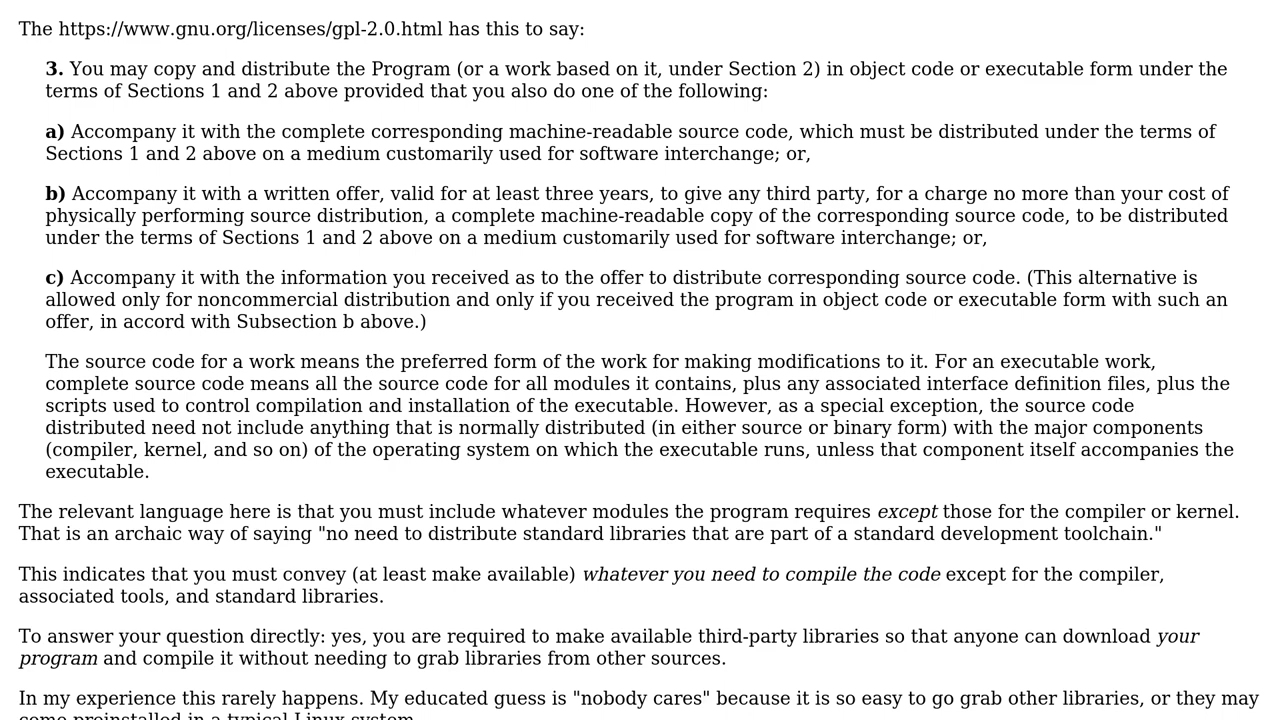 The https://www.gnu.org/licenses/gpl-2.0.html has this to say:
3. You may copy and distribute the Program (or a work based on it, under Section 2) in object code or executable form under the
terms of Sections 1 and 2 above provided that you also do one of the following:
a) Accompany it with the complete corresponding machine-readable source code, which must be distributed under the terms of
Sections 1 and 2 above on a medium customarily used for software interchange; or,
b) Accompany it with a written offer, valid for at least three years, to give any third party, for a charge no more than your cost of
physically performing source distribution, a complete machine-readable copy of the corresponding source code, to be distributed
under the terms of Sections 1 and 2 above on a medium customarily used for software interchange; or,
c) Accompany it with the information you received as to the offer to distribute corresponding source code. (This alternative is
allowed only for noncommercial distribution and only if you received the program in object code or executable form with such an
offer, in accord with Subsection b above.)
The source code for a work means the preferred form of the work for making modifications to it. For an executable work,
complete source code means all the source code for all modules it contains, plus any associated interface definition files, plus the
scripts used to control compilation and installation of the executable. However, as a special exception, the source code
distributed need not include anything that is normally distributed (in either source or binary form) with the major components
(compiler, kernel, and so on) of the operating system on which the executable runs, unless that component itself accompanies the
executable.
The relevant language here is that you must include whatever modules the program requires except those for the compiler or kernel.
That is an archaic way of saying "no need to distribute standard libraries that are part of a standard development toolchain."
This indicates that you must convey (at least make available) whatever you need to compile the code except for the compiler,
associated tools, and standard libraries.
To answer your question directly: yes, you are required to make available third-party libraries so that anyone can download your
program and compile it without needing to grab libraries from other sources.
In my experience this rarely happens. My educated guess is "nobody cares" because it is so easy to go grab other libraries, or they may
come preinstalled in a typical Linux system.